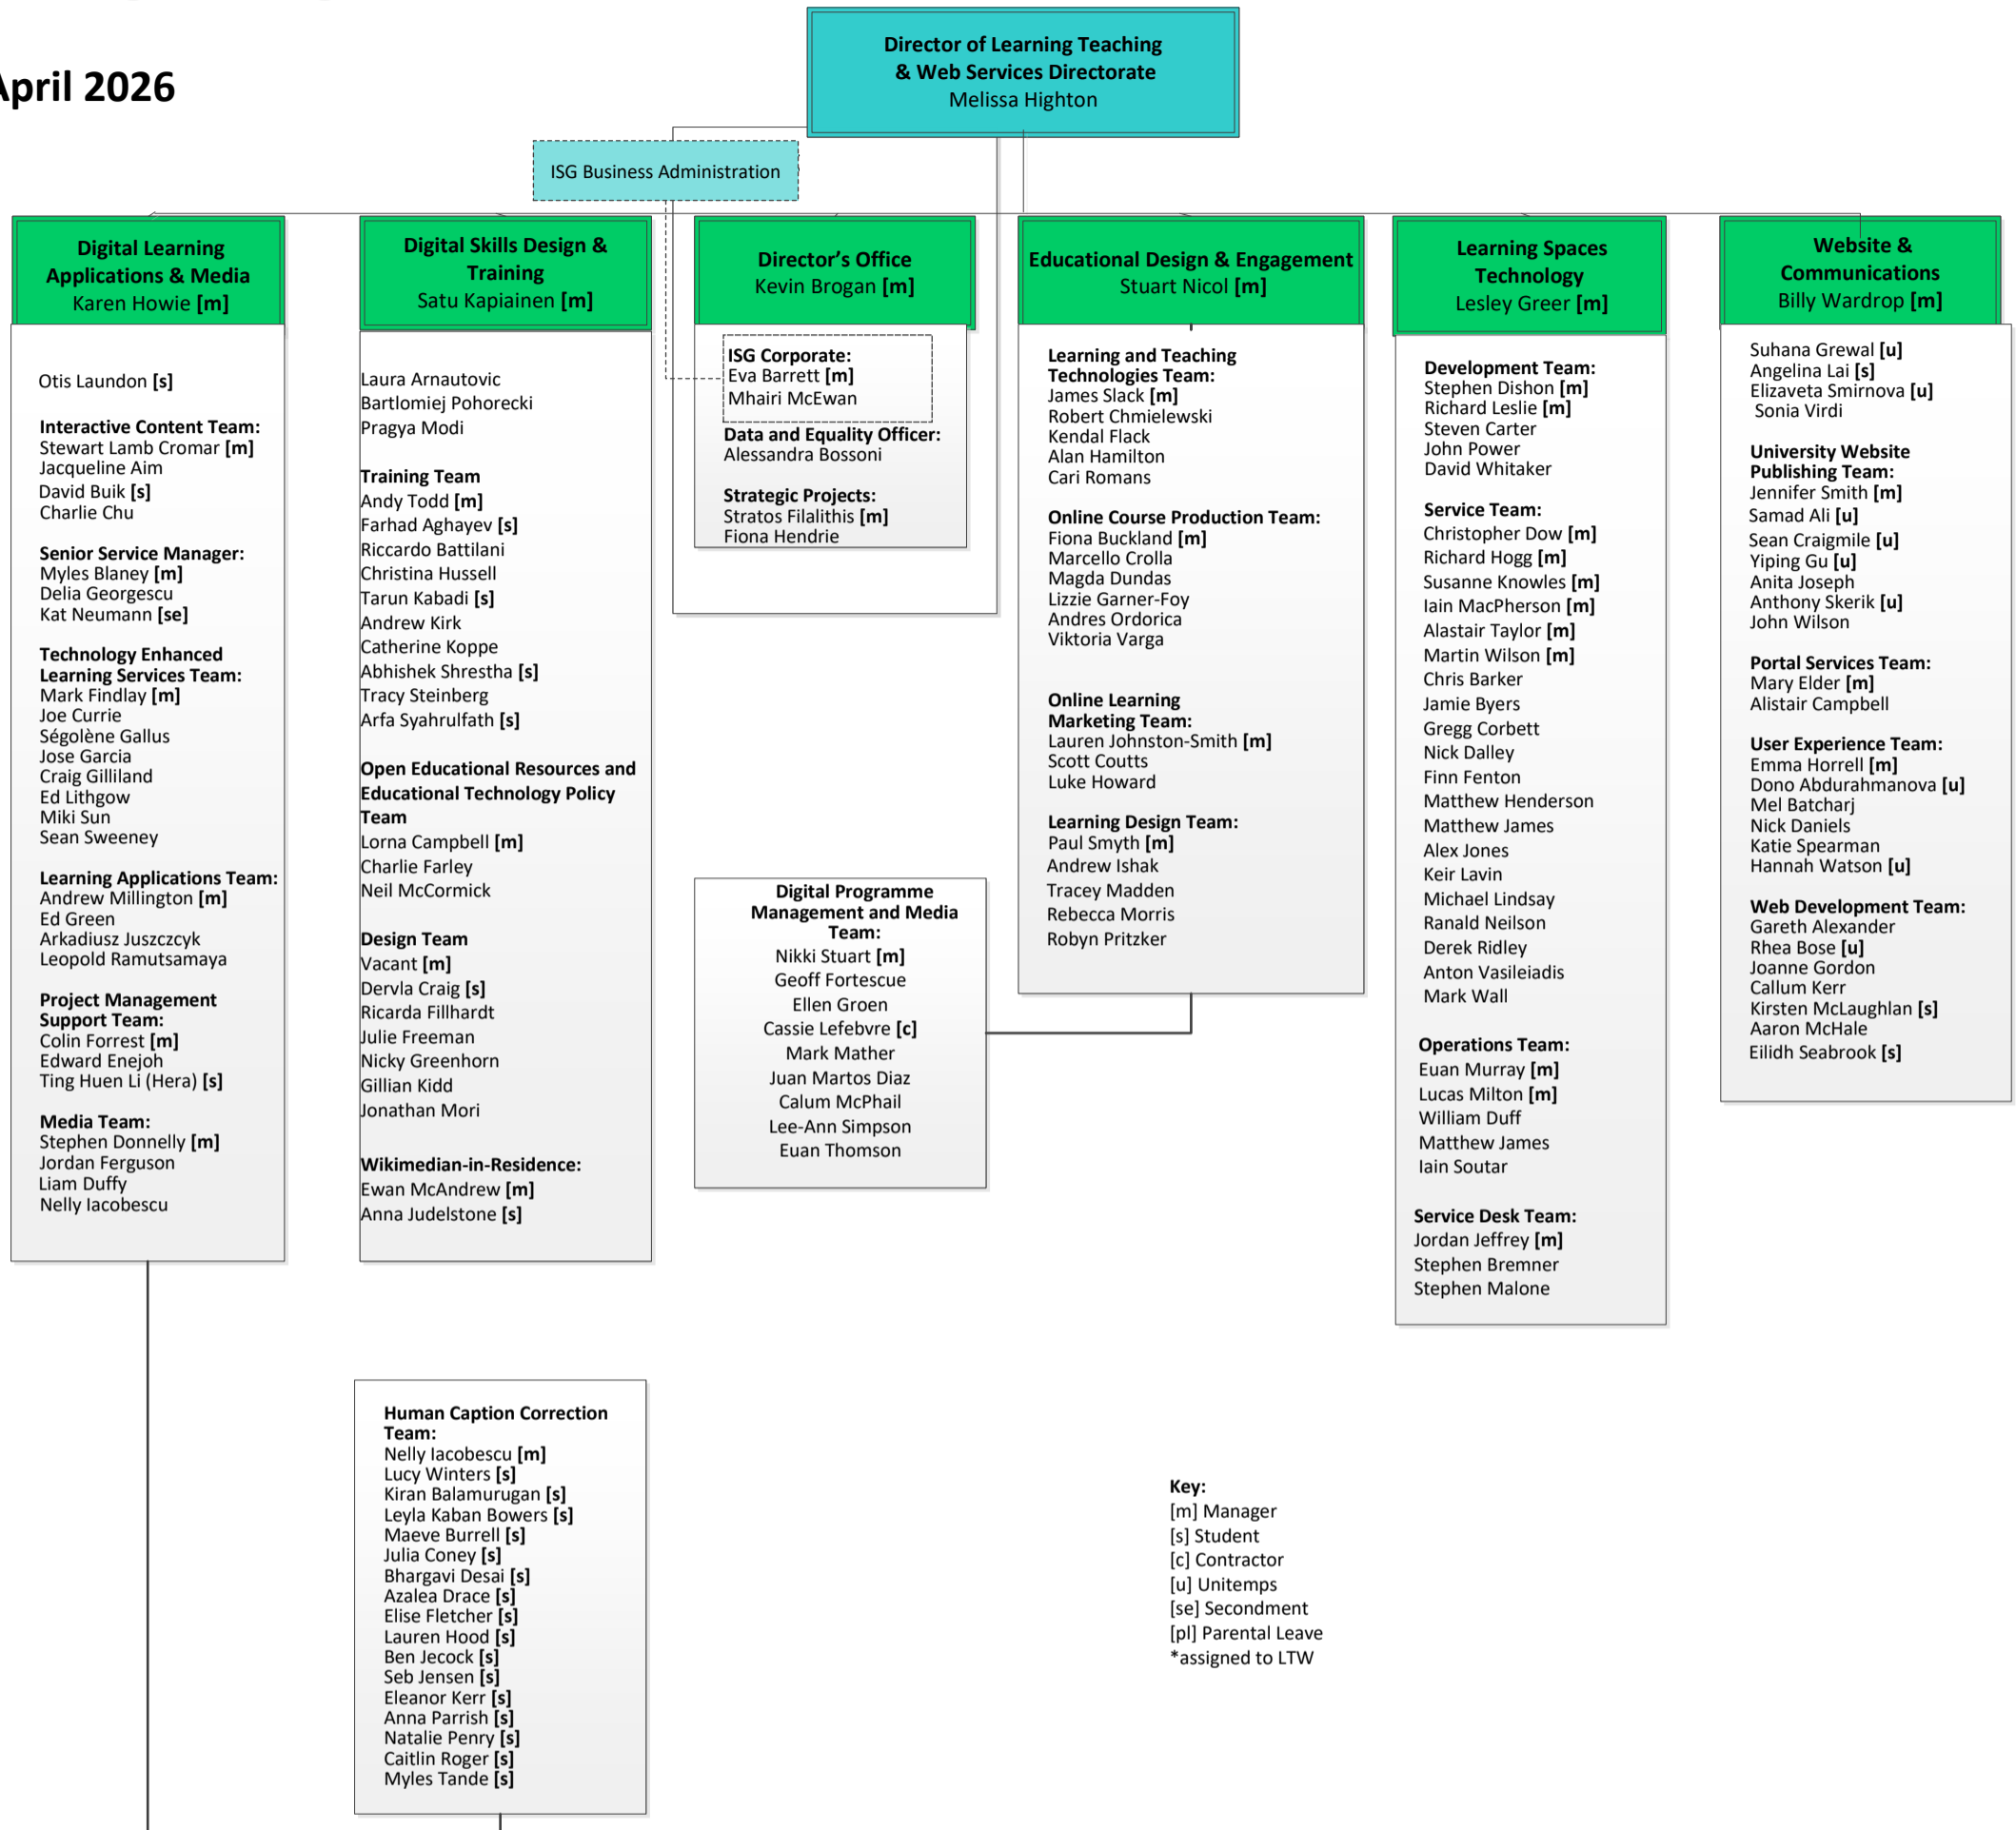 April 2026
Director of Learning Teaching
& Web Services Directorate
Melissa Highton
ISG Business Administration
Digital Learning
Applications & Media
Karen Howie [m]
Otis Laundon [s]
Interactive Content Team:
Stewart Lamb Cromar [m]
Jacqueline Aim
David Buik [s]
Charlie Chu
Senior Service Manager:
Myles Blaney [m]
Delia Georgescu
Kat Neumann [se]
Technology Enhanced
Learning Services Team:
Mark Findlay [m]
Joe Currie
Ségolène Gallus
Jose Garcia
Craig Gilliland
Ed Lithgow
Miki Sun
Sean Sweeney
Learning Applications Team:
Andrew Millington [m]
Ed Green
Arkadiusz Juszczcyk
Leopold Ramutsamaya
Project Management
Support Team:
Colin Forrest [m]
Edward Enejoh
Ting Huen Li (Hera) [s]
Media Team:
Stephen Donnelly [m]
Jordan Ferguson
Liam Duffy
Nelly Iacobescu
Digital Skills Design &
Training
Satu Kapiainen [m]
Laura Arnautovic
Bartlomiej Pohorecki
Pragya Modi
Training Team
Andy Todd [m]
Farhad Aghayev [s]
Riccardo Battilani
Christina Hussell
Tarun Kabadi [s]
Andrew Kirk
Catherine Koppe
Abhishek Shrestha [s]
Tracy Steinberg
Arfa Syahrulfath [s]
Open Educational Resources and
Educational Technology Policy
Team
Lorna Campbell [m]
Charlie Farley
Neil McCormick
Design Team
Vacant [m]
Dervla Craig [s]
Ricarda Fillhardt
Julie Freeman
Nicky Greenhorn
Gillian Kidd
Jonathan Mori
Wikimedian-in-Residence:
Ewan McAndrew [m]
Anna Judelstone [s]
Human Caption Correction
Team:
Nelly Iacobescu [m]
Lucy Winters [s]
Kiran Balamurugan [s]
Leyla Kaban Bowers [s]
Maeve Burrell [s]
Julia Coney [s]
Bhargavi Desai [s]
Azalea Drace [s]
Elise Fletcher [s]
Lauren Hood [s]
Ben Jecock [s]
Seb Jensen [s]
Eleanor Kerr [s]
Anna Parrish [s]
Natalie Penry [s]
Caitlin Roger [s]
Myles Tande [s]
Director's Office
Kevin Brogan [m]
ISG Corporate:
Eva Barrett [m]
Mhairi McEwan
Data and Equality Officer:
Alessandra Bossoni
Strategic Projects:
Stratos Filalithis [m]
Fiona Hendrie
Digital Programme
Management and Media
Team:
Nikki Stuart [m]
Geoff Fortescue
Ellen Groen
Cassie Lefebvre [c]
Mark Mather
Juan Martos Diaz
Calum McPhail
Lee-Ann Simpson
Euan Thomson
Educational Design & Engagement
Stuart Nicol [m]
Learning and Teaching
Technologies Team:
James Slack [m]
Robert Chmielewski
Kendal Flack
Alan Hamilton
Cari Romans
Online Course Production Team:
Fiona Buckland [m]
Marcello Crolla
Magda Dundas
Lizzie Garner-Foy
Andres Ordorica
Viktoria Varga
Online Learning
Marketing Team:
Lauren Johnston-Smith [m]
Scott Coutts
Luke Howard
Learning Design Team:
Paul Smyth [m]
Andrew Ishak
Tracey Madden
Rebecca Morris
Robyn Pritzker
Learning Spaces
Technology
Lesley Greer [m]
Development Team:
Stephen Dishon [m]
Richard Leslie [m]
Steven Carter
John Power
David Whitaker
Service Team:
Christopher Dow [m]
Richard Hogg [m]
Susanne Knowles [m]
Iain MacPherson [m]
Alastair Taylor [m]
Martin Wilson [m]
Chris Barker
Jamie Byers
Gregg Corbett
Nick Dalley
Finn Fenton
Matthew Henderson
Matthew James
Alex Jones
Keir Lavin
Michael Lindsay
Ranald Neilson
Derek Ridley
Anton Vasileiadis
Mark Wall
Operations Team:
Euan Murray [m]
Lucas Milton [m]
William Duff
Matthew James
Iain Soutar
Service Desk Team:
Jordan Jeffrey [m]
Stephen Bremner
Stephen Malone
Website &
Communications
Billy Wardrop [m]
Suhana Grewal [u]
Angelina Lai [s]
Elizaveta Smirnova [u]
Sonia Virdi
University Website
Publishing Team:
Jennifer Smith [m]
Samad Ali [u]
Sean Craigmile [u]
Yiping Gu [u]
Anita Joseph
Anthony Skerik [u]
John Wilson
Portal Services Team:
Mary Elder [m]
Alistair Campbell
User Experience Team:
Emma Horrell [m]
Dono Abdurahmanova [u]
Mel Batcharj
Nick Daniels
Katie Spearman
Hannah Watson [u]
Web Development Team:
Gareth Alexander
Rhea Bose [u]
Joanne Gordon
Callum Kerr
Kirsten McLaughlan [s]
Aaron McHale
Eilidh Seabrook [s]
Key:
[m] Manager
[s] Student
[c] Contractor
[u] Unitemps
[se] Secondment
[pl] Parental Leave
*assigned to LTW